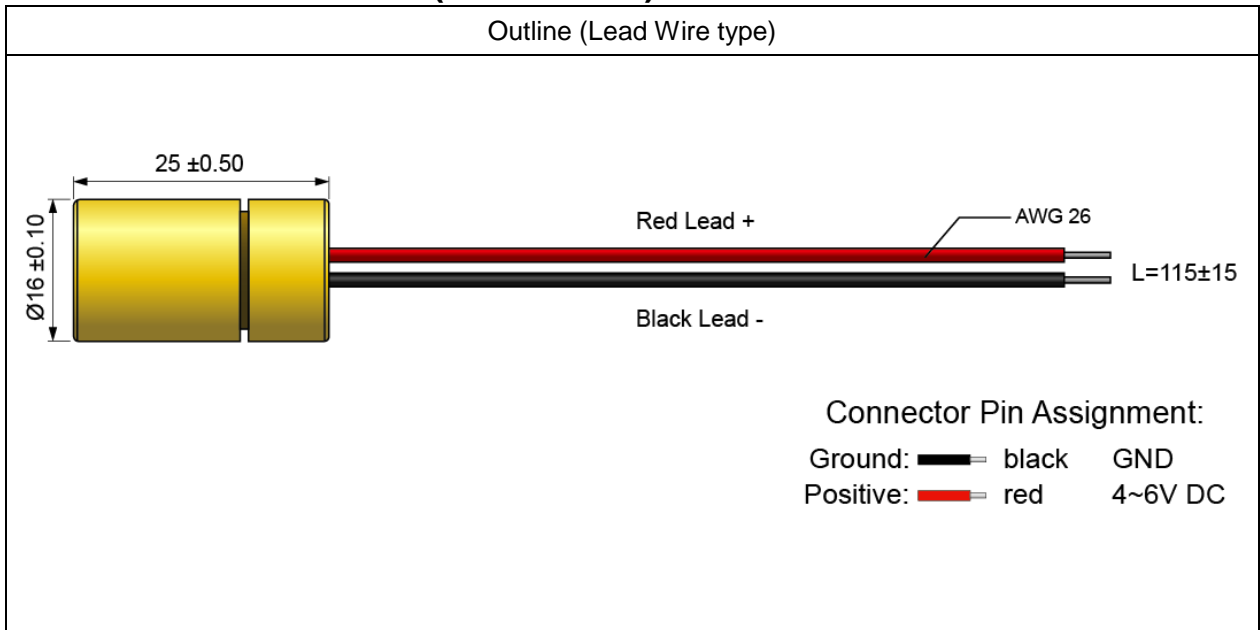 Outline (Lead Wire type)
25 ±0.50
Ø16 ±0.10
Red Lead +
AWG 26
L=115±15
Black Lead -
Connector Pin Assignment:
Ground: black GND
Positive: red 4~6V DC